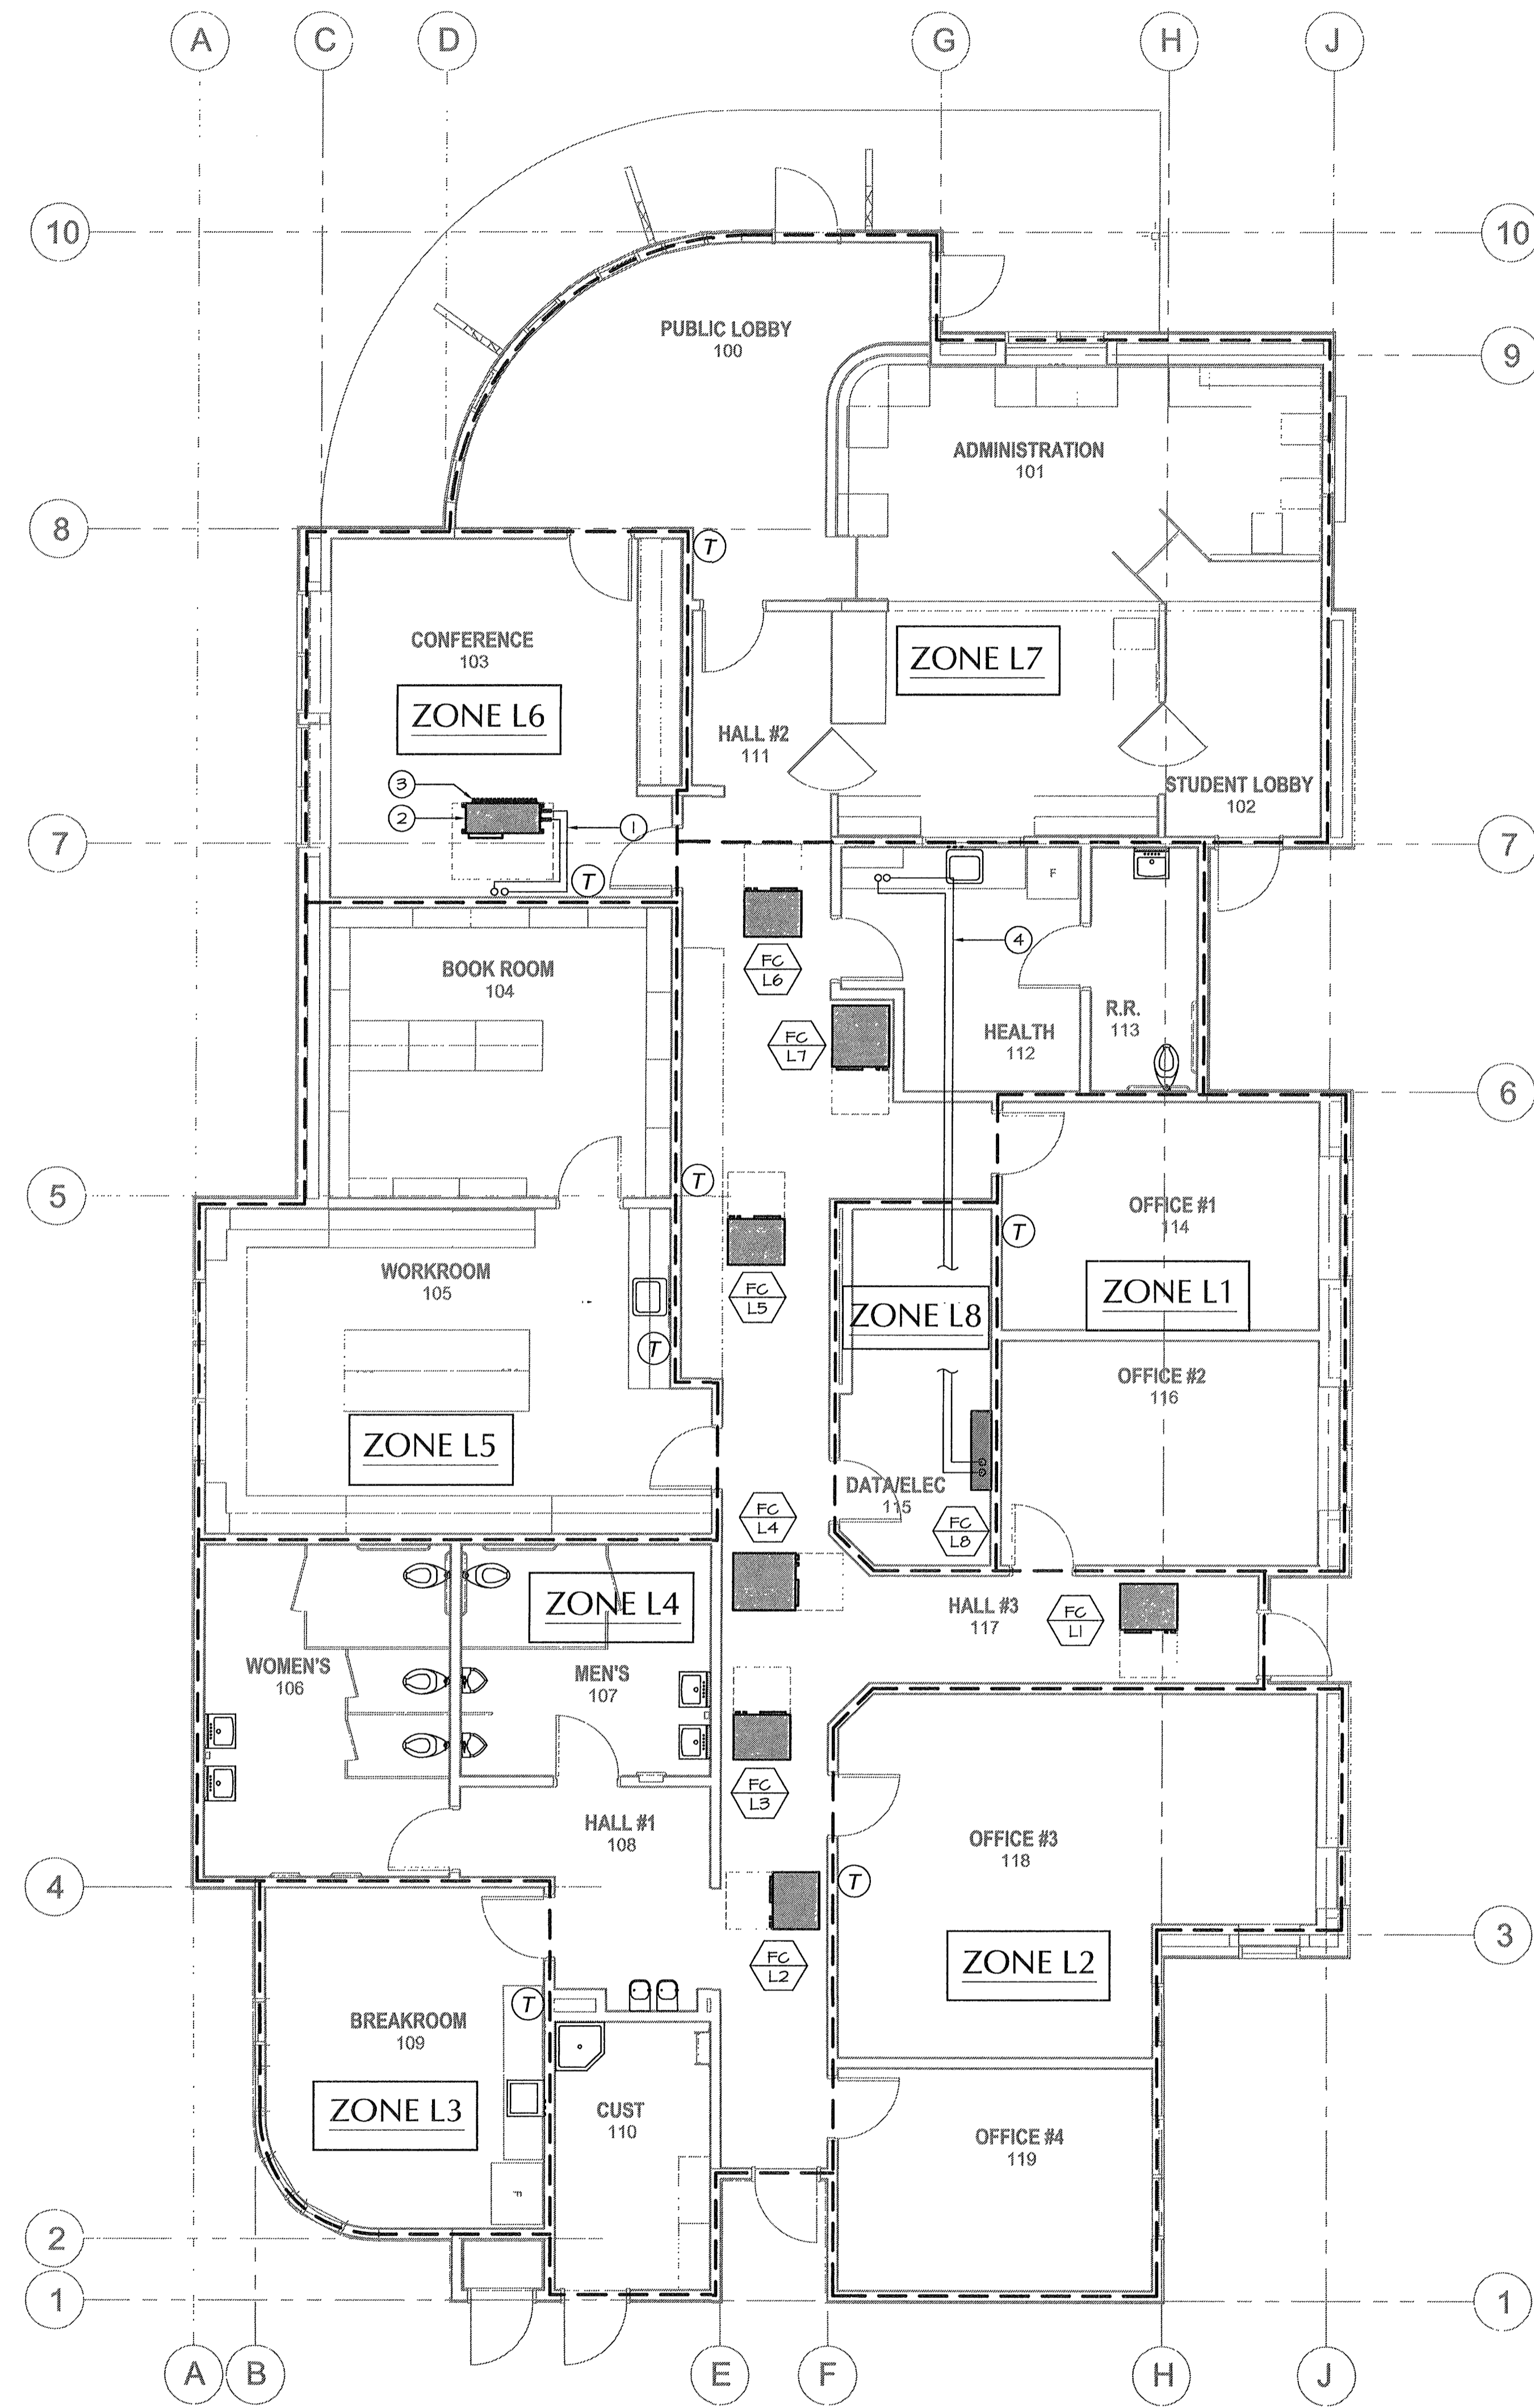 A
C
D
G
H
J
10
10
PUBLIC LOBBY
100
9
ADMINISTRATION
101
8
T
CONFERENCE
103
ZONE L7
ZONE L6
HALL #2
111
STUDENT LOBBY
102
3
2
1
7
7
T
F
4
FC
L6
BOOK ROOM
104
R.R.
113
HEALTH
112
FC
L7
6
5
T
OFFICE #1
114
T
WORKROOM
105
ZONE L1
FC
L5
ZONE L8
T
OFFICE #2
116
ZONE L5
DATA/ELEC
115
FC
L4
FC
L8
ZONE L4
HALL #3
117
FC
L1
WOMEN'S
106
MEN'S
107
FC
L3
HALL #1
108
OFFICE #3
118
4
T
3
FC
L2
ZONE L2
T
BREAKROOM
109
ZONE L3
CUST
110
OFFICE #4
119
F
2
1
1
A
B
E
F
H
J